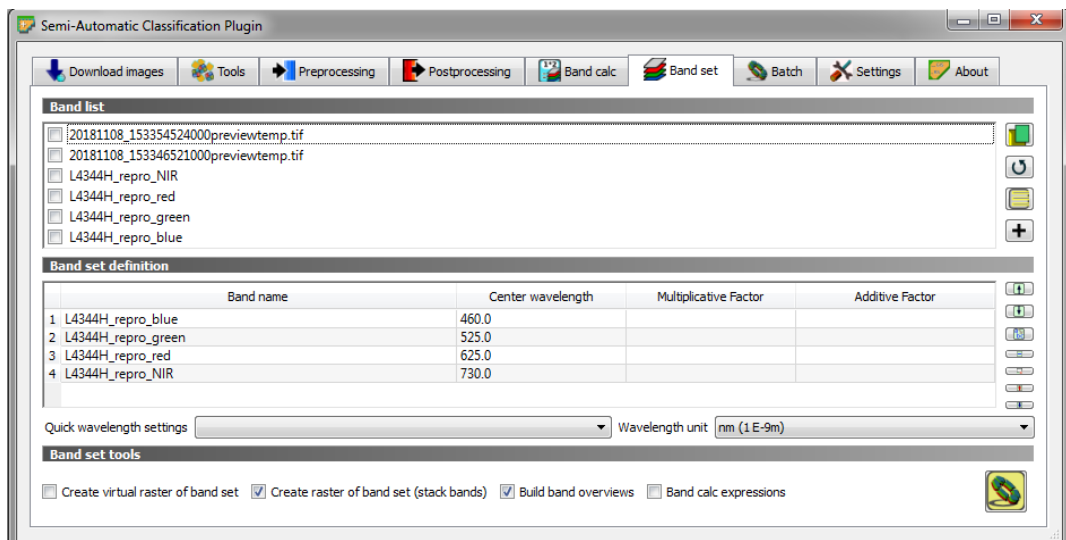 Semi-Automatic Classification Plugin
Download images Tools Preprocessing Postprocessing Band calc Band set Batch Settings About
Band list
20181108_153354524000previewtemp.tif
20181108_153346521000previewtemp.tif
L4344H_repro_NIR
L4344H_repro_red
L4344H_repro_green
L4344H_repro_blue
Band set definition
Band name Center wavelength Multiplicative Factor Additive Factor
1 L4344H_repro_blue 460.0
2 L4344H_repro_green 525.0
3 L4344H_repro_red 625.0
4 L4344H_repro_NIR 730.0
Quick wavelength settings Wavelength unit nm (1 E-9m)
Band set tools
Create virtual raster of band set Create raster of band set (stack bands) Build band overviews Band calc expressions